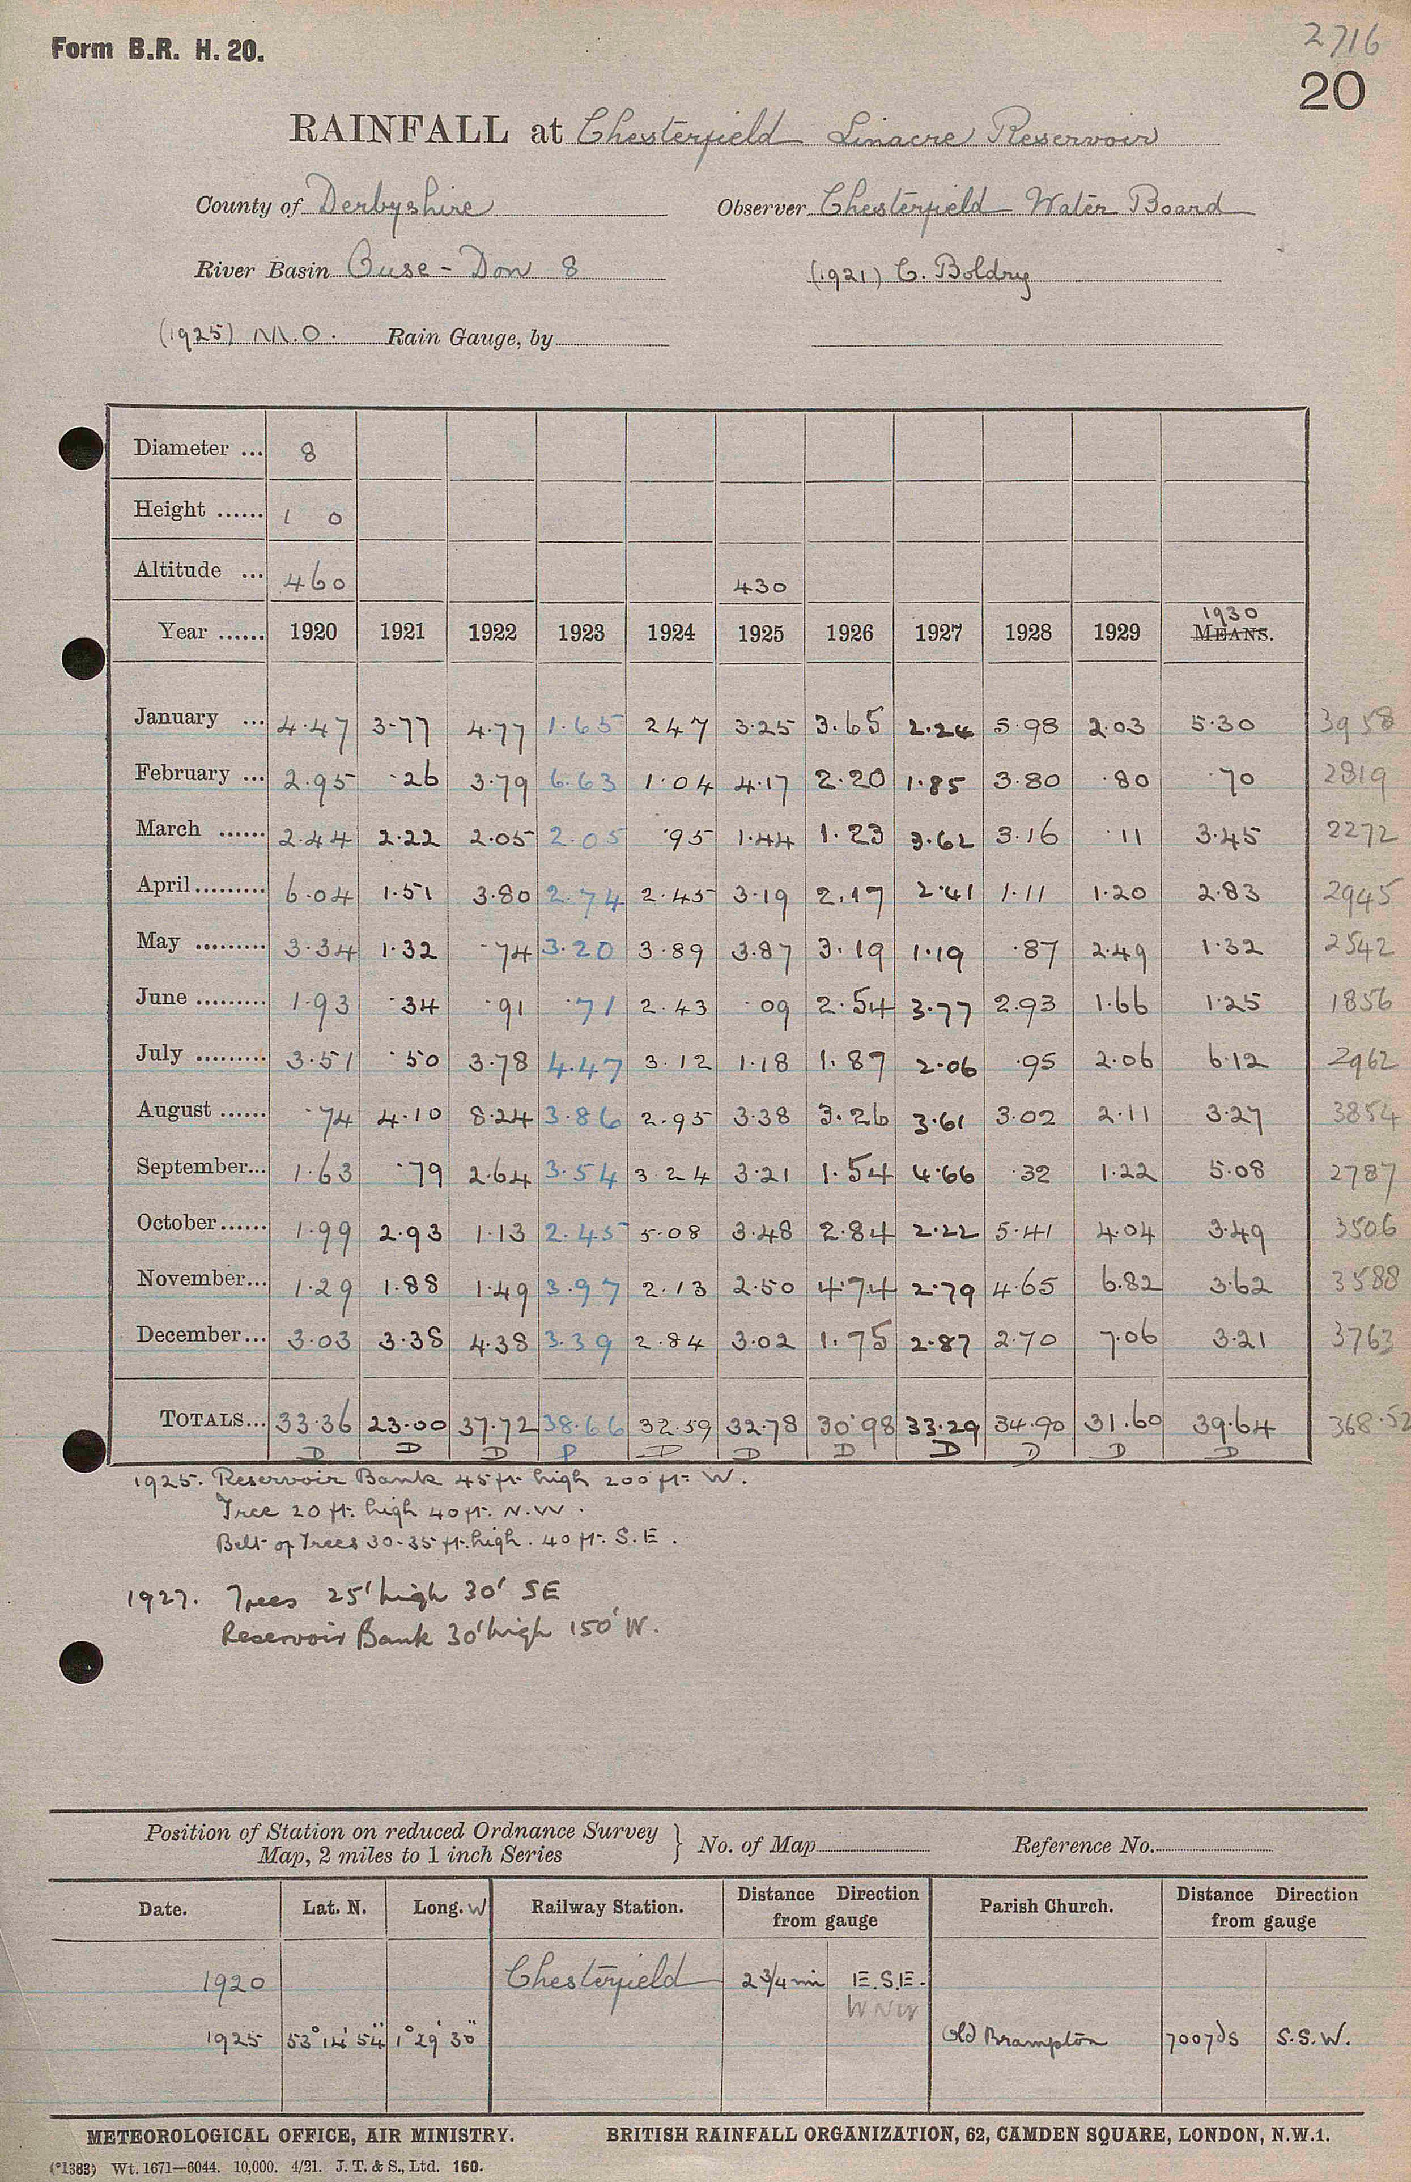 Form B.R. H. 20.
2716
20
RAINFALL at Chesterfield Linacre Reservoir
County of Derbyshire Observer Chesterfield Water Board
River Basin Ouse - Don 8 (1921) C. Boldry
(1925) M.O. Rain Gauge, by
Diameter ... 8
Height ...... 1 0
Altitude ... 460 430
1930
Year ...... 1920 1921 1922 1923 1924 1925 1926 1927 1928 1929 MEANS.
January ... 4.47 3.77 4.77 1.65 2.47 3.25 3.65 2.24 5.98 2.03 5.30 3958
February ... 2.95 .26 3.79 6.63 1.04 4.17 2.20 1.85 3.80 .80 .70 2819
March ...... 2.44 2.22 2.05 2.05 .95 1.44 1.23 3.62 3.16 .11 3.45 2272
April ......... 6.04 1.51 3.80 2.74 2.45 3.19 2.17 2.41 1.11 1.20 2.83 2945
May ......... 3.34 1.32 .74 3.20 3.89 3.87 3.19 1.19 .87 2.49 1.32 2542
June ......... 1.93 .34 .91 .71 2.43 .09 2.54 3.77 2.93 1.66 1.25 1856
July ......... 3.51 .50 3.78 4.47 3.12 1.18 1.87 2.06 .95 2.06 6.12 2962
August ...... .74 4.10 8.24 3.86 2.95 3.38 3.26 3.61 3.02 2.11 3.27 3854
September... 1.63 .79 2.64 3.54 3.24 3.21 1.54 4.66 .32 1.22 5.08 2787
October ...... 1.99 2.93 1.13 2.45 5.08 3.48 2.84 2.22 5.41 4.04 3.49 3506
November... 1.29 1.88 1.49 3.97 2.13 2.50 4.74 2.79 4.65 6.82 3.62 3588
December ... 3.03 3.38 4.38 3.39 2.84 3.02 1.75 2.87 2.70 7.06 3.21 3763
TOTALS... 33.36 23.00 37.72 38.66 32.59 32.78 30.98 33.29 34.90 31.60 39.64 368.52
D D D P D D D D D D D
1925. Reservoir Bank 45 ft. high 200 ft. W.
Tree 20 ft. high 40 ft. N.W.
Belt of Trees 30-35 ft. high. 40 ft. S.E.
1927. Trees 25' high 30' SE
Reservoir Bank 30' high 150' W.
Position of Station on reduced Ordnance Survey
Map, 2 miles to 1 inch Series } No. of Map Reference No.
Date. Lat. N. Long. W Railway Station. Distance Direction from gauge Parish Church. Distance Direction from gauge
1920 Chesterfield 2 3/4 mi E.S.E.
WNW
1925 53° 14' 54" 1° 29' 30" Old Brampton 700 yds S.S.W.
METEOROLOGICAL OFFICE, AIR MINISTRY. BRITISH RAINFALL ORGANIZATION, 62, CAMDEN SQUARE, LONDON, N.W.1.
(*1383) Wt. 1671—6044. 10,000. 4/21. J. T. & S., Ltd. 160.